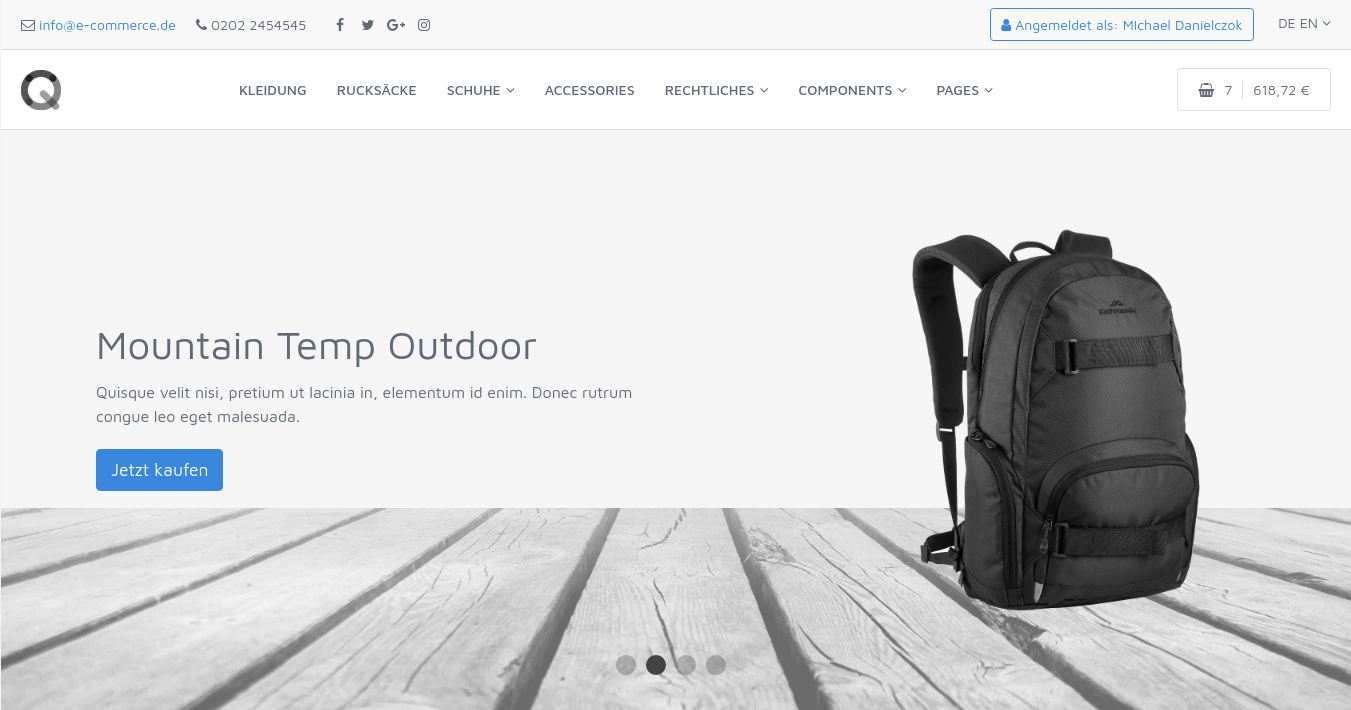 info@e-commerce.de 0202 2454545 Angemeldet als: MIchael Danielczok DE EN
KLEIDUNG RUCKSÄCKE SCHUHE ACCESSORIES RECHTLICHES COMPONENTS PAGES 7 618,72 €
Kathmandu
Mountain Temp Outdoor
Quisque velit nisi, pretium ut lacinia in, elementum id enim. Donec rutrum
congue leo eget malesuada.
Jetzt kaufen